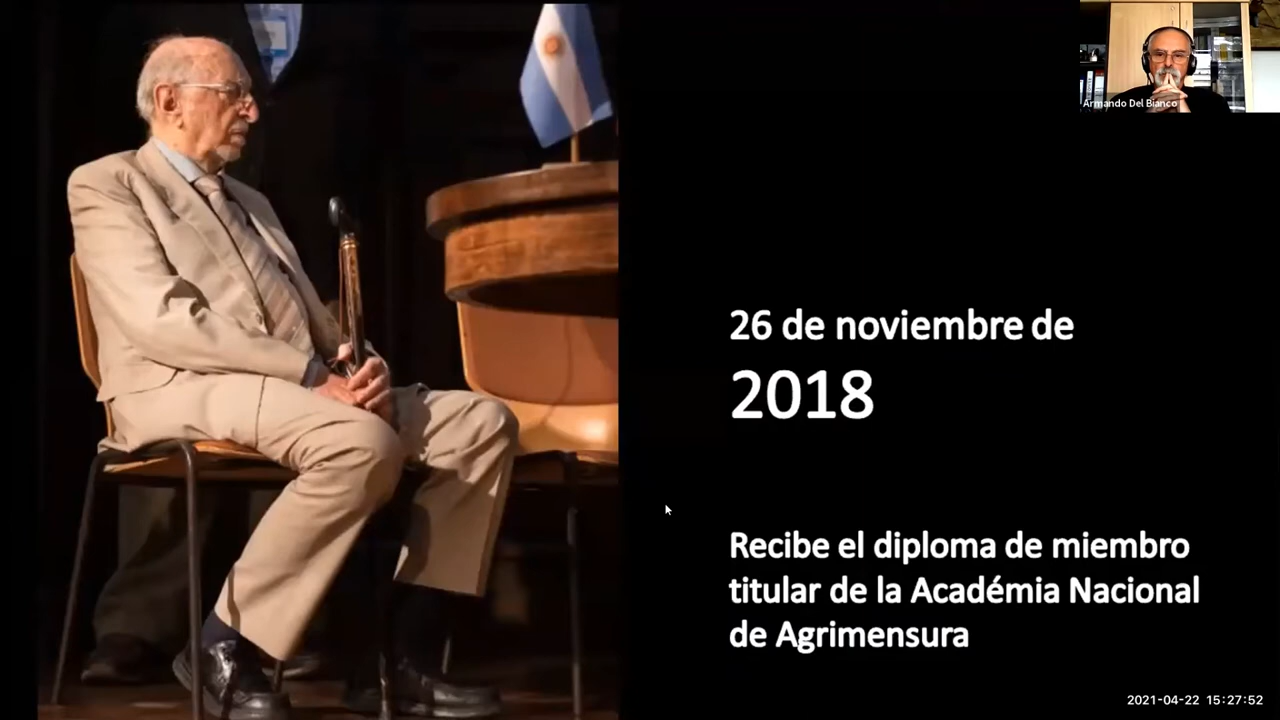 Armando Del Bianco
26 de noviembre de
2018
Recibe el diploma de miembro
titular de la Académia Nacional
de Agrimensura
2021-04-22 15:27:52